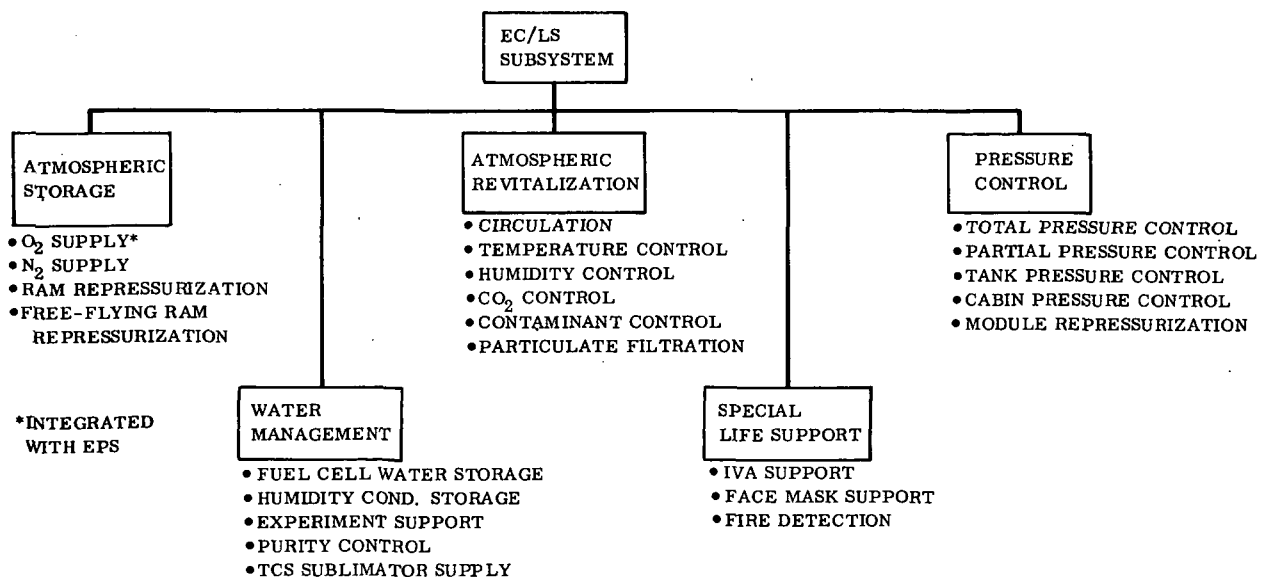 EC/LS
SUBSYSTEM
ATMOSPHERIC
STORAGE
• O₂ SUPPLY*
• N₂ SUPPLY
• RAM REPRESSURIZATION
• FREE-FLYING RAM
REPRESSURIZATION
ATMOSPHERIC
REVITALIZATION
• CIRCULATION
• TEMPERATURE CONTROL
• HUMIDITY CONTROL
• CO₂ CONTROL
• CONTAMINANT CONTROL
• PARTICULATE FILTRATION
PRESSURE
CONTROL
• TOTAL PRESSURE CONTROL
• PARTIAL PRESSURE CONTROL
• TANK PRESSURE CONTROL
• CABIN PRESSURE CONTROL
• MODULE REPRESSURIZATION
*INTEGRATED
WITH EPS
WATER
MANAGEMENT
• FUEL CELL WATER STORAGE
• HUMIDITY COND. STORAGE
• EXPERIMENT SUPPORT
• PURITY CONTROL
• TCS SUBLIMATOR SUPPLY
SPECIAL
LIFE SUPPORT
• IVA SUPPORT
• FACE MASK SUPPORT
• FIRE DETECTION